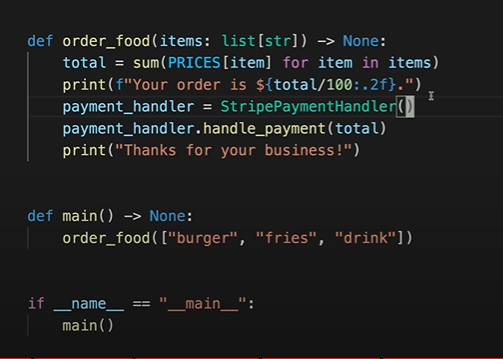 def order_food(items: list[str]) -> None:
    total = sum(PRICES[item] for item in items)
    print(f"Your order is ${total/100:.2f}.")
    payment_handler = StripePaymentHandler()
    payment_handler.handle_payment(total)
    print("Thanks for your business!")
def main() -> None:
    order_food(["burger", "fries", "drink"])
if __name__ == "__main__":
    main()